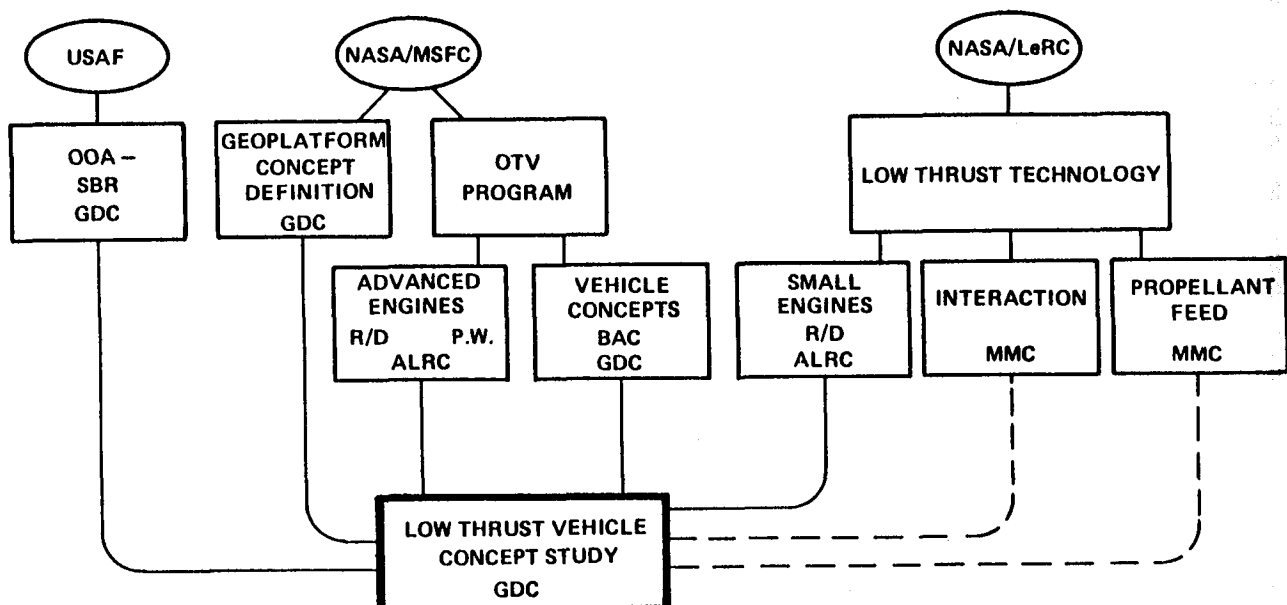 USAF
NASA/MSFC
NASA/LeRC
OOA –
SBR
GDC
GEOPLATFORM
CONCEPT
DEFINITION
GDC
OTV
PROGRAM
LOW THRUST TECHNOLOGY
ADVANCED
ENGINES
R/D P.W.
ALRC
VEHICLE
CONCEPTS
BAC
GDC
SMALL
ENGINES
R/D
ALRC
INTERACTION
MMC
PROPELLANT
FEED
MMC
LOW THRUST VEHICLE
CONCEPT STUDY
GDC